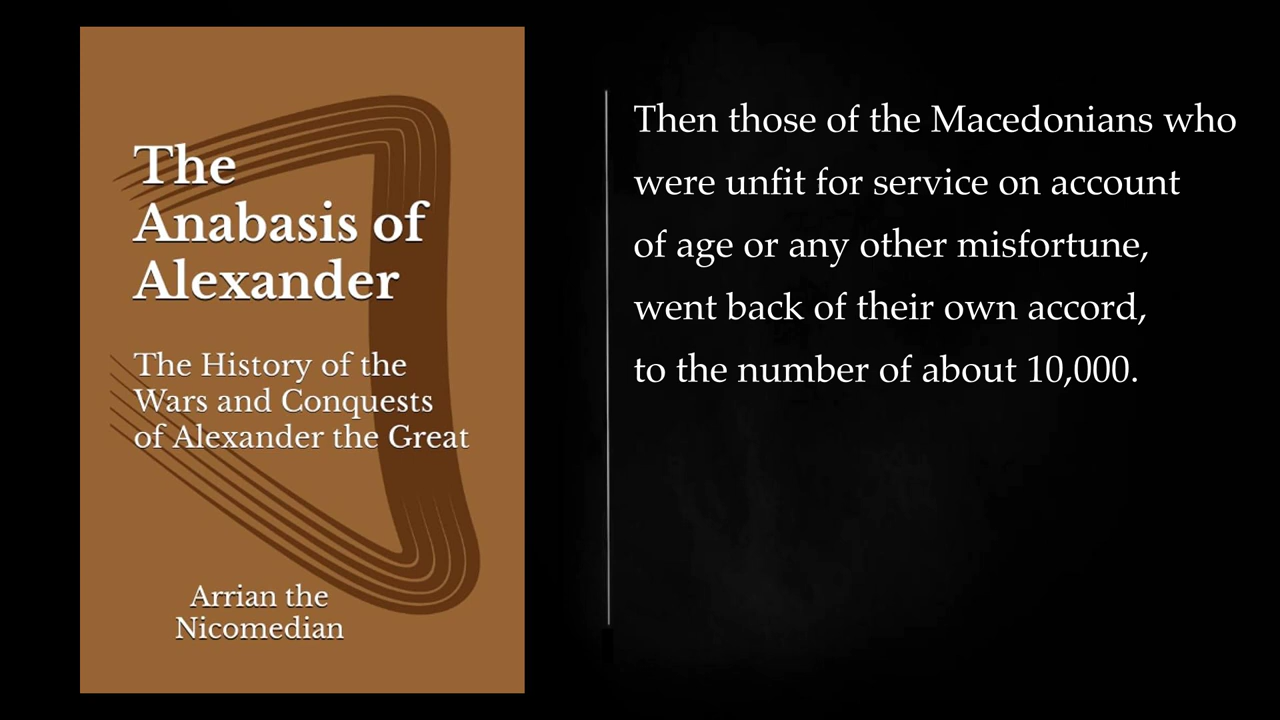 The
Anabasis of
Alexander
The History of the
Wars and Conquests
of Alexander the Great
Arrian the
Nicomedian
Then those of the Macedonians who
were unfit for service on account
of age or any other misfortune,
went back of their own accord,
to the number of about 10,000.